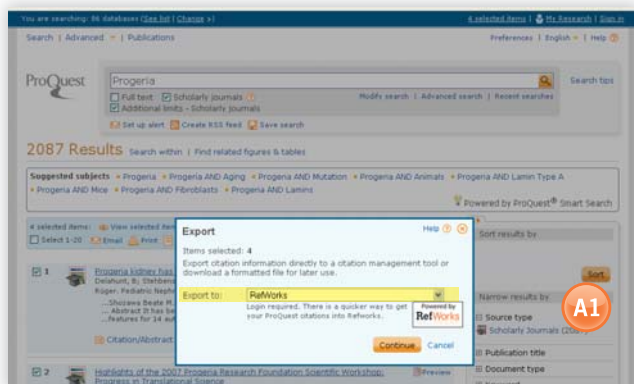 You are searching: 86 databases (See list | Change »)
4 selected items | My Research | Sign in
Search | Advanced | Publications
Preferences | English | Help
ProQuest
Progeria
Search tips
Full text Scholarly journals
Additional limits - Scholarly journals
Modify search | Advanced search | Recent searches
Set up alert Create RSS feed Save search
2087 Results Search within | Find related figures & tables
Suggested subjects • Progeria • Progeria AND Aging • Progeria AND Mutation • Progeria AND Animals • Progeria AND Lamin Type A
• Progeria AND Mice • Progeria AND Fibroblasts • Progeria AND Lamins
Powered by ProQuest® Smart Search
4 selected items: View selected
Select 1-20 Email Print
Sort results by
Sort
Narrow results by
Source type
Scholarly Journals
Publication title
Document type
Export
Help
Items selected: 4
Export citation information directly to a citation management tool or
download a formatted file for later use.
Export to: RefWorks
Login required. There is a quicker way to get
your ProQuest citations into Refworks.
Powered by
RefWorks
Continue Cancel
A1
1
Progeria kidney has
Delahunt, B; Stehbens
Ruger. Pediatric
...Shozawa Beate M.
... Abstract It has
...features for 14
Citation/Abstract
2
Highlights of the 2007 Progeria Research Foundation Scientific Workshop:
Progress in Translational Science
Preview